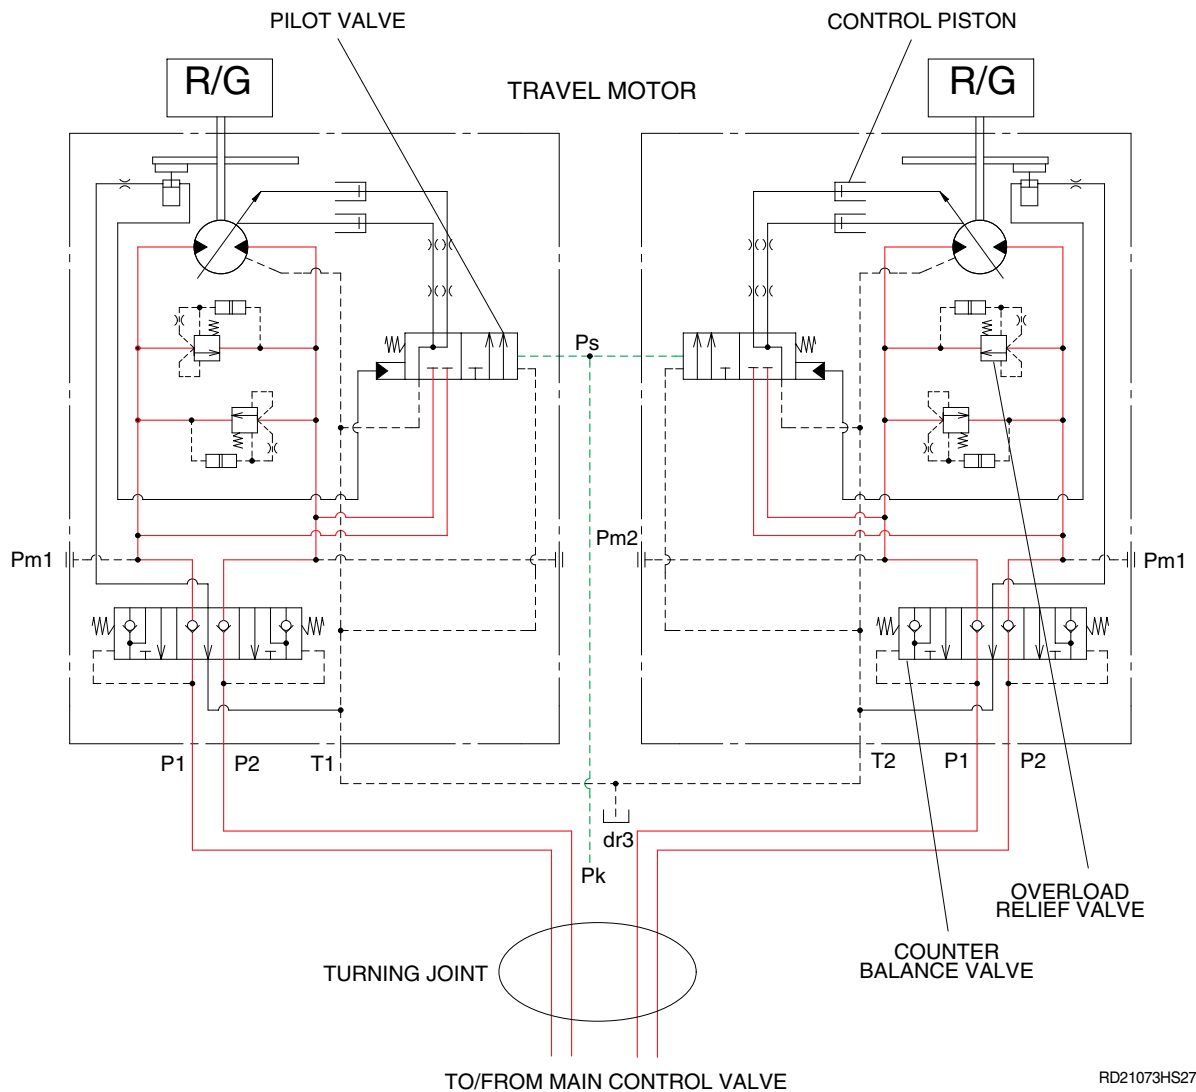 PILOT VALVE
CONTROL PISTON
R/G
TRAVEL MOTOR
R/G
Ps
Pm1
Pm2
Pm1
P1
P2
T1
T2
P1
P2
dr3
Pk
OVERLOAD
RELIEF VALVE
COUNTER
BALANCE VALVE
TURNING JOINT
TO/FROM MAIN CONTROL VALVE
RD21073HS27